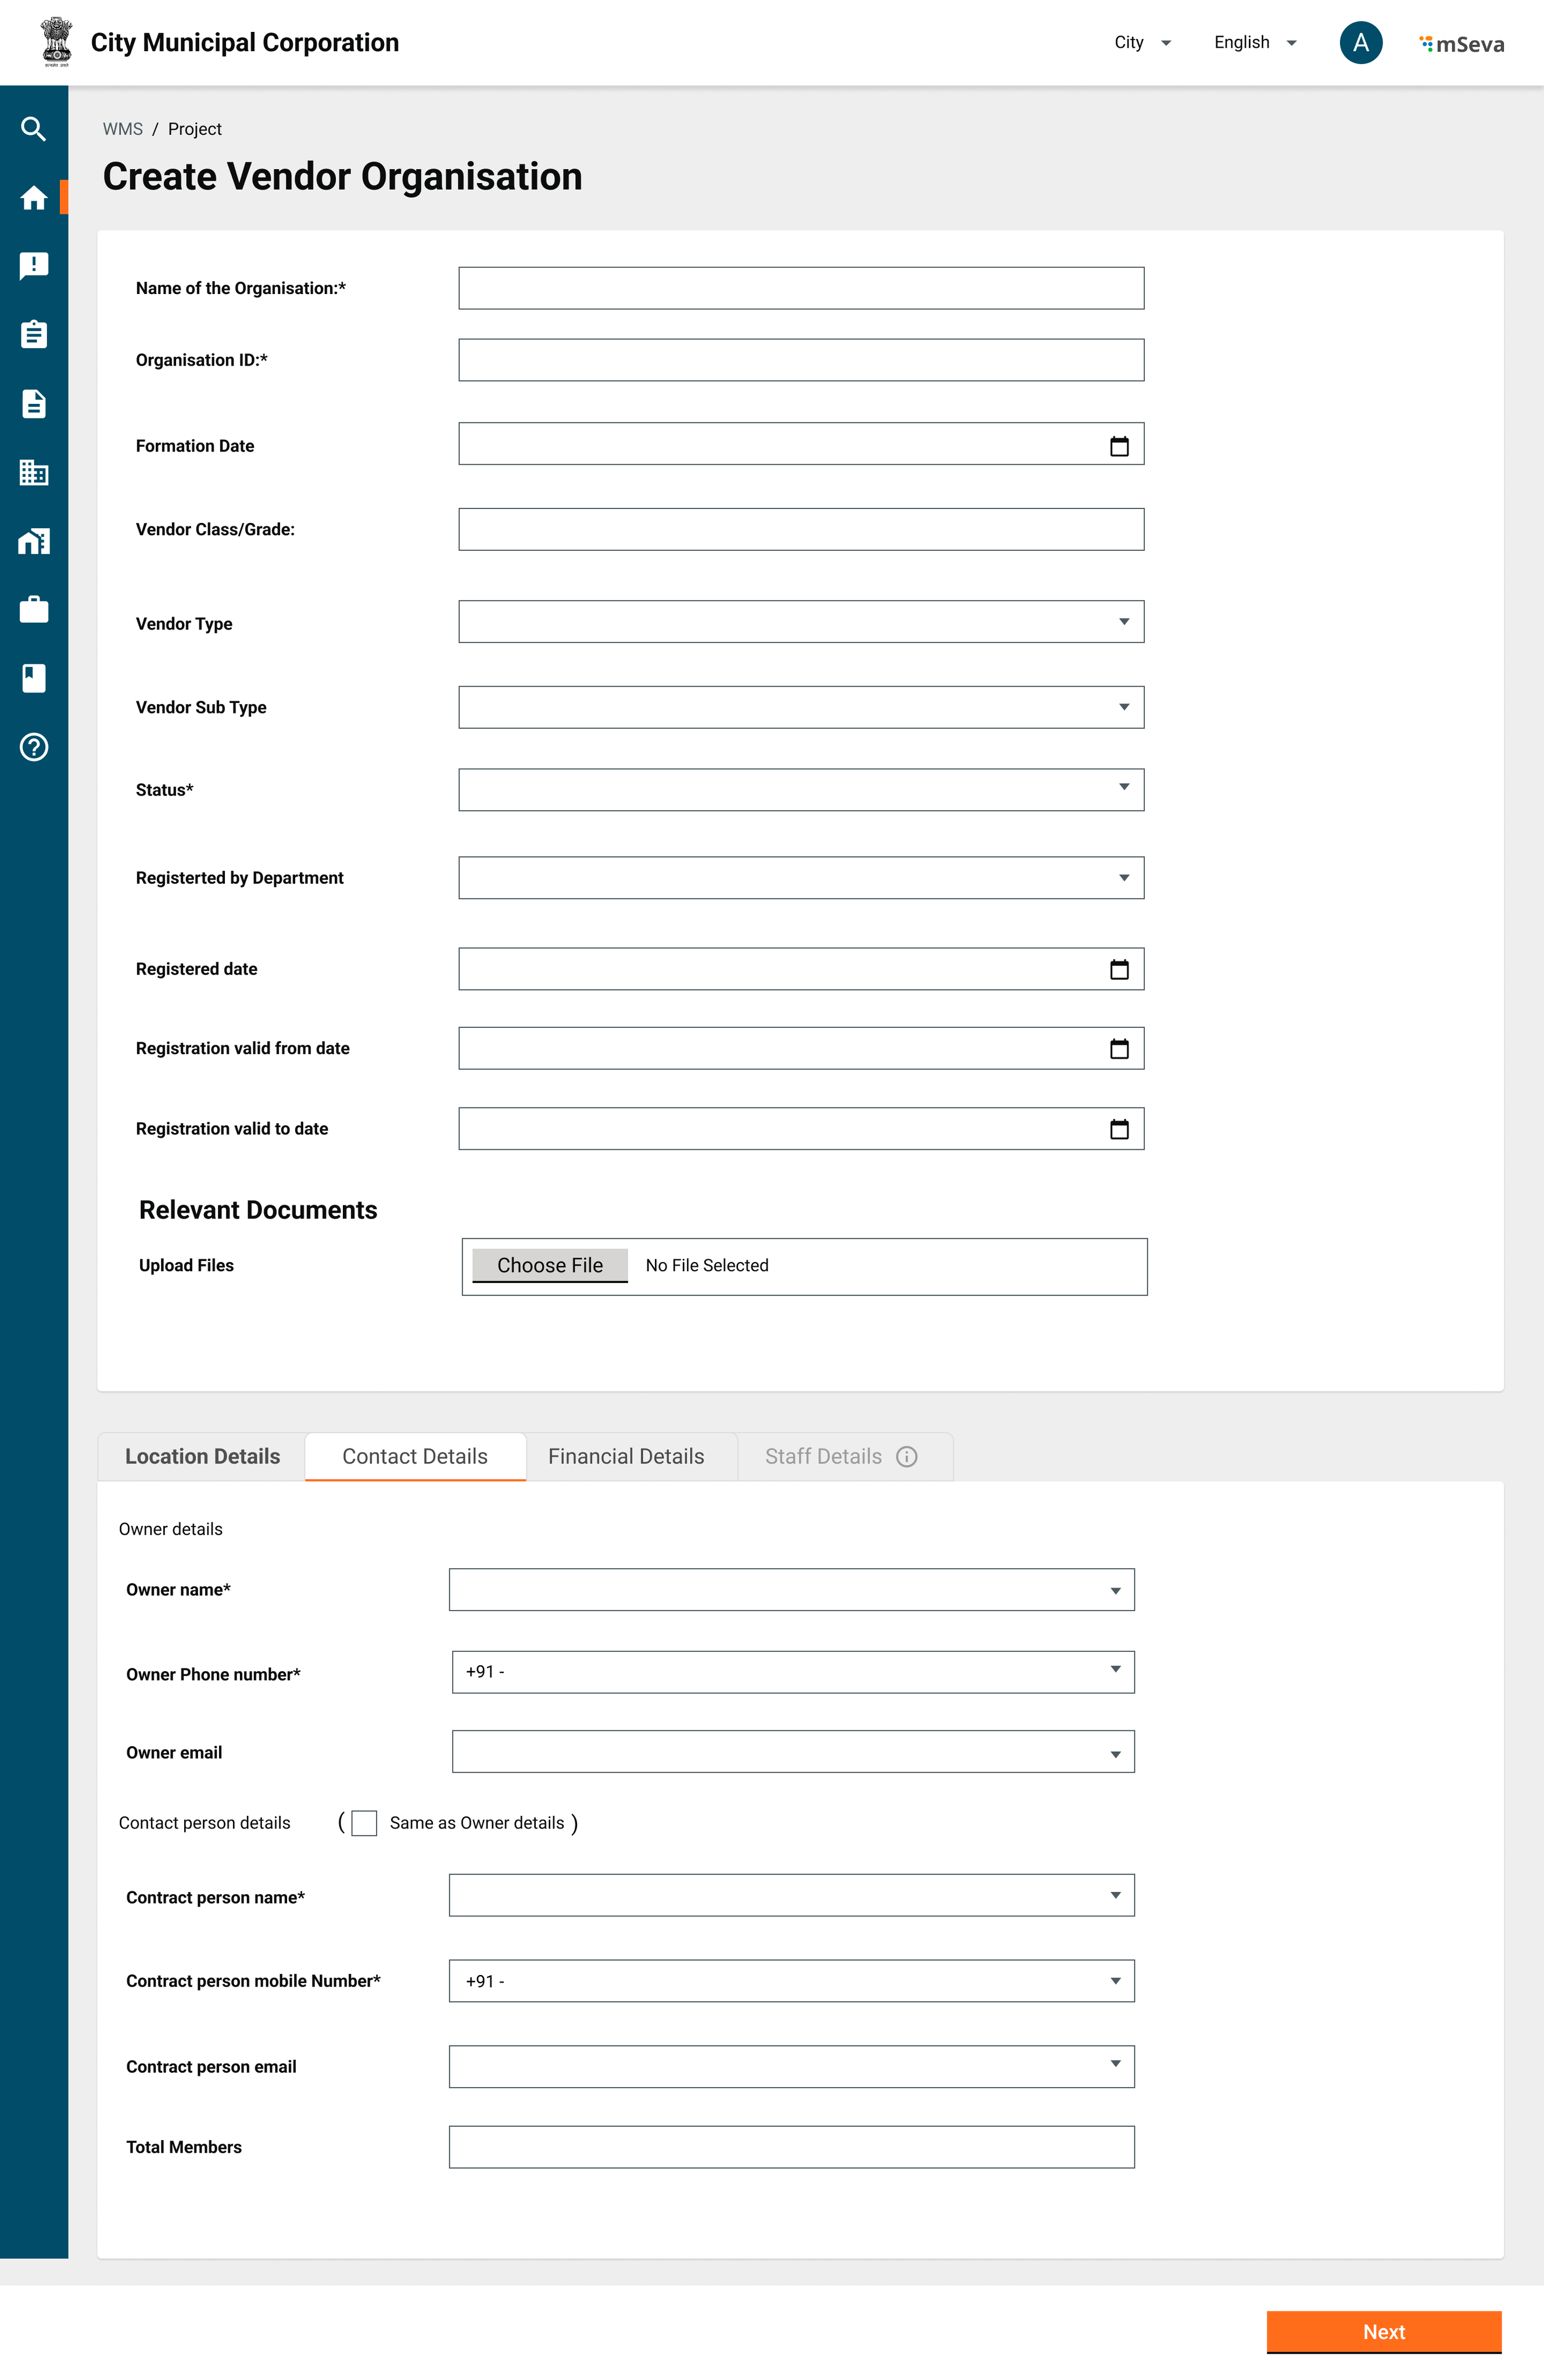 City Municipal Corporation
City
English
A
mSeva
WMS / Project
Create Vendor Organisation
Name of the Organisation:*
Organisation ID:*
Formation Date
Vendor Class/Grade:
Vendor Type
Vendor Sub Type
Status*
Registerted by Department
Registered date
Registration valid from date
Registration valid to date
Relevant Documents
Upload Files
Choose File
No File Selected
Location Details
Contact Details
Financial Details
Staff Details
Owner details
Owner name*
Owner Phone number*
+91 -
Owner email
Contact person details ( Same as Owner details )
Contract person name*
Contract person mobile Number*
+91 -
Contract person email
Total Members
Next